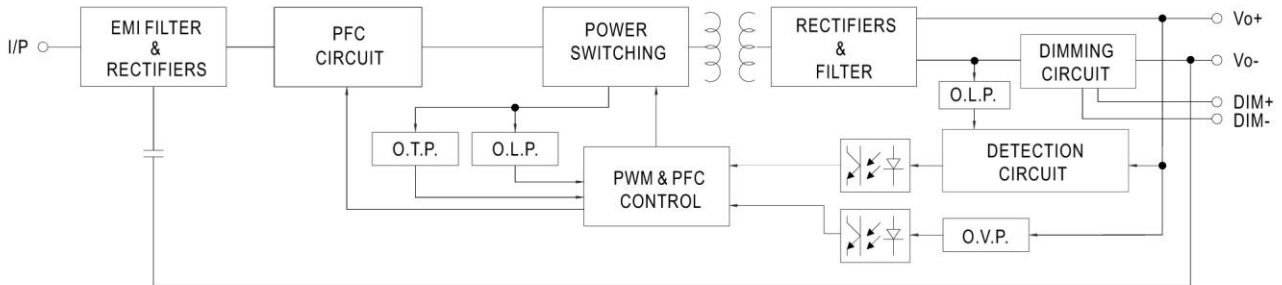 I/P
EMI FILTER
&
RECTIFIERS
PFC
CIRCUIT
POWER
SWITCHING
RECTIFIERS
&
FILTER
DIMMING
CIRCUIT
Vo+
Vo-
DIM+
DIM-
O.L.P.
O.T.P.
O.L.P.
PWM & PFC
CONTROL
DETECTION
CIRCUIT
O.V.P.